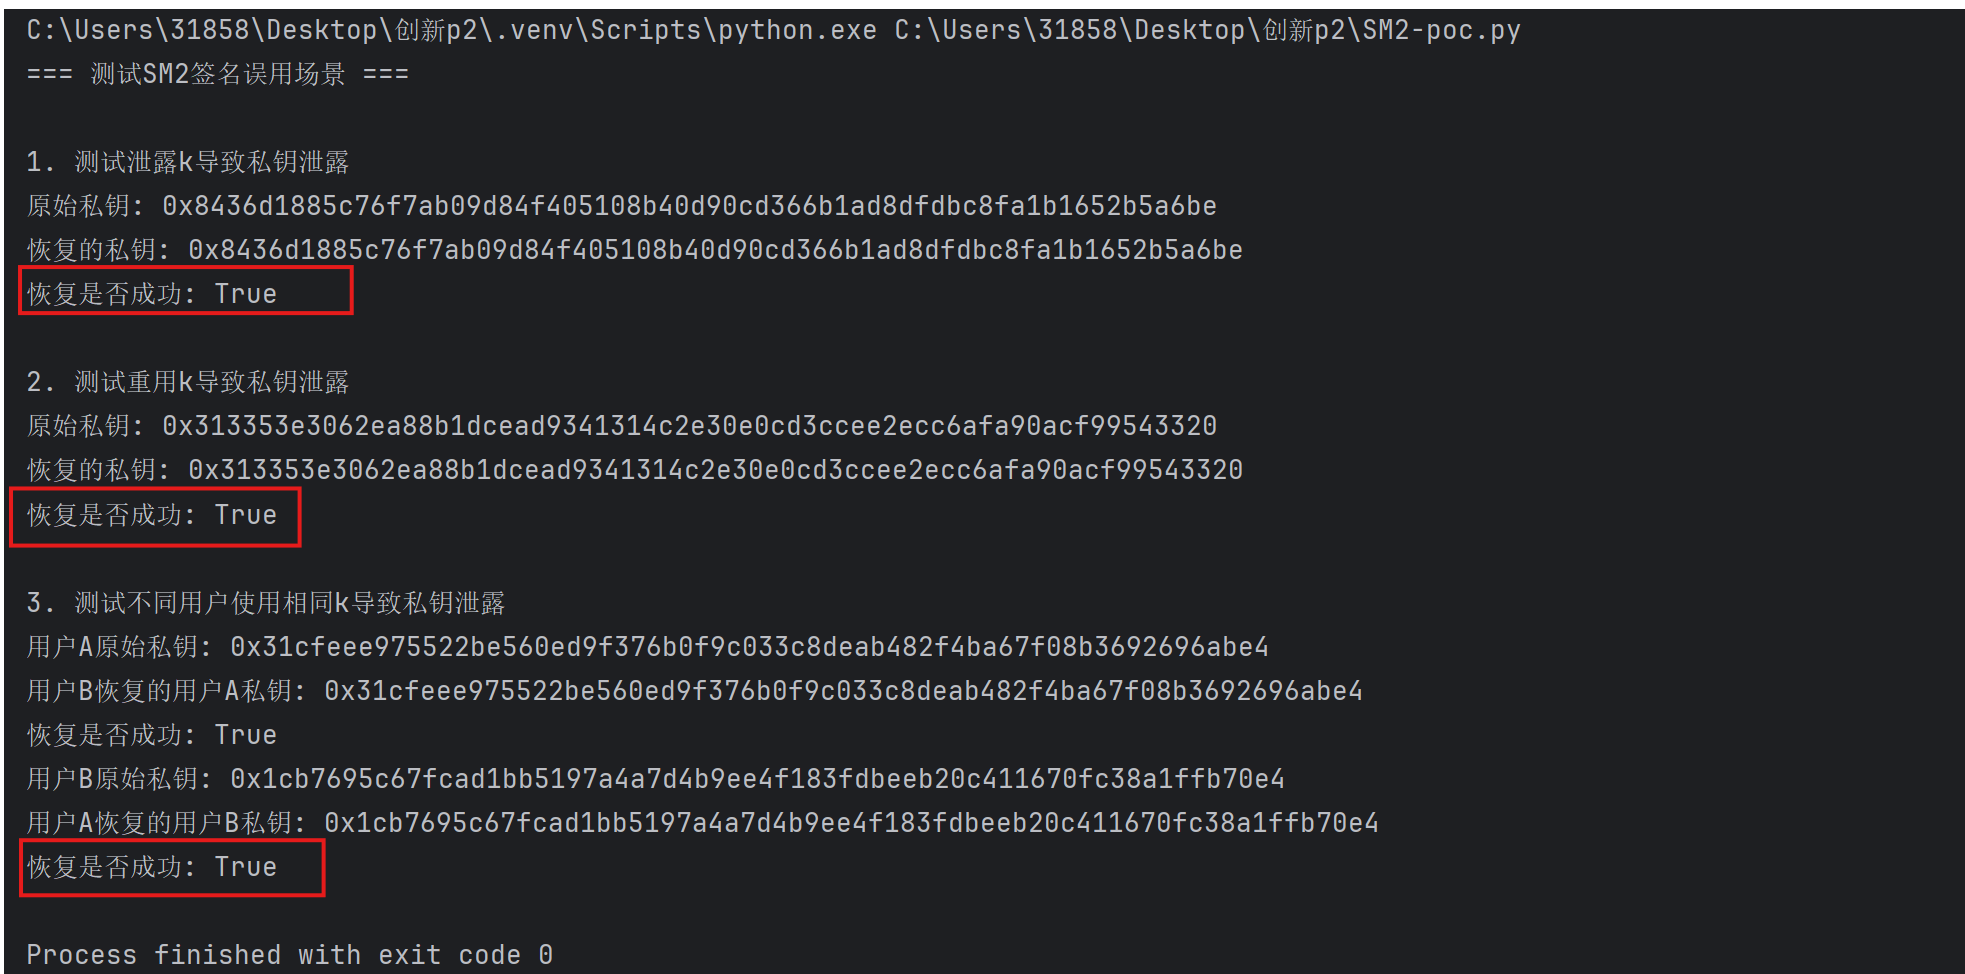 C:\Users\31858\Desktop\创新p2\.venv\Scripts\python.exe C:\Users\31858\Desktop\创新p2\SM2-poc.py
=== 测试SM2签名误用场景 ===
1. 测试泄露k导致私钥泄露
原始私钥: 0x8436d1885c76f7ab09d84f405108b40d90cd366b1ad8dfdbc8fa1b1652b5a6be
恢复的私钥: 0x8436d1885c76f7ab09d84f405108b40d90cd366b1ad8dfdbc8fa1b1652b5a6be
恢复是否成功: True
2. 测试重用k导致私钥泄露
原始私钥: 0x313353e3062ea88b1dcead9341314c2e30e0cd3ccee2ecc6afa90acf99543320
恢复的私钥: 0x313353e3062ea88b1dcead9341314c2e30e0cd3ccee2ecc6afa90acf99543320
恢复是否成功: True
3. 测试不同用户使用相同k导致私钥泄露
用户A原始私钥: 0x31cfeee975522be560ed9f376b0f9c033c8deab482f4ba67f08b3692696abe4
用户B恢复的用户A私钥: 0x31cfeee975522be560ed9f376b0f9c033c8deab482f4ba67f08b3692696abe4
恢复是否成功: True
用户B原始私钥: 0x1cb7695c67fcad1bb5197a4a7d4b9ee4f183fdbeeb20c411670fc38a1ffb70e4
用户A恢复的用户B私钥: 0x1cb7695c67fcad1bb5197a4a7d4b9ee4f183fdbeeb20c411670fc38a1ffb70e4
恢复是否成功: True
Process finished with exit code 0